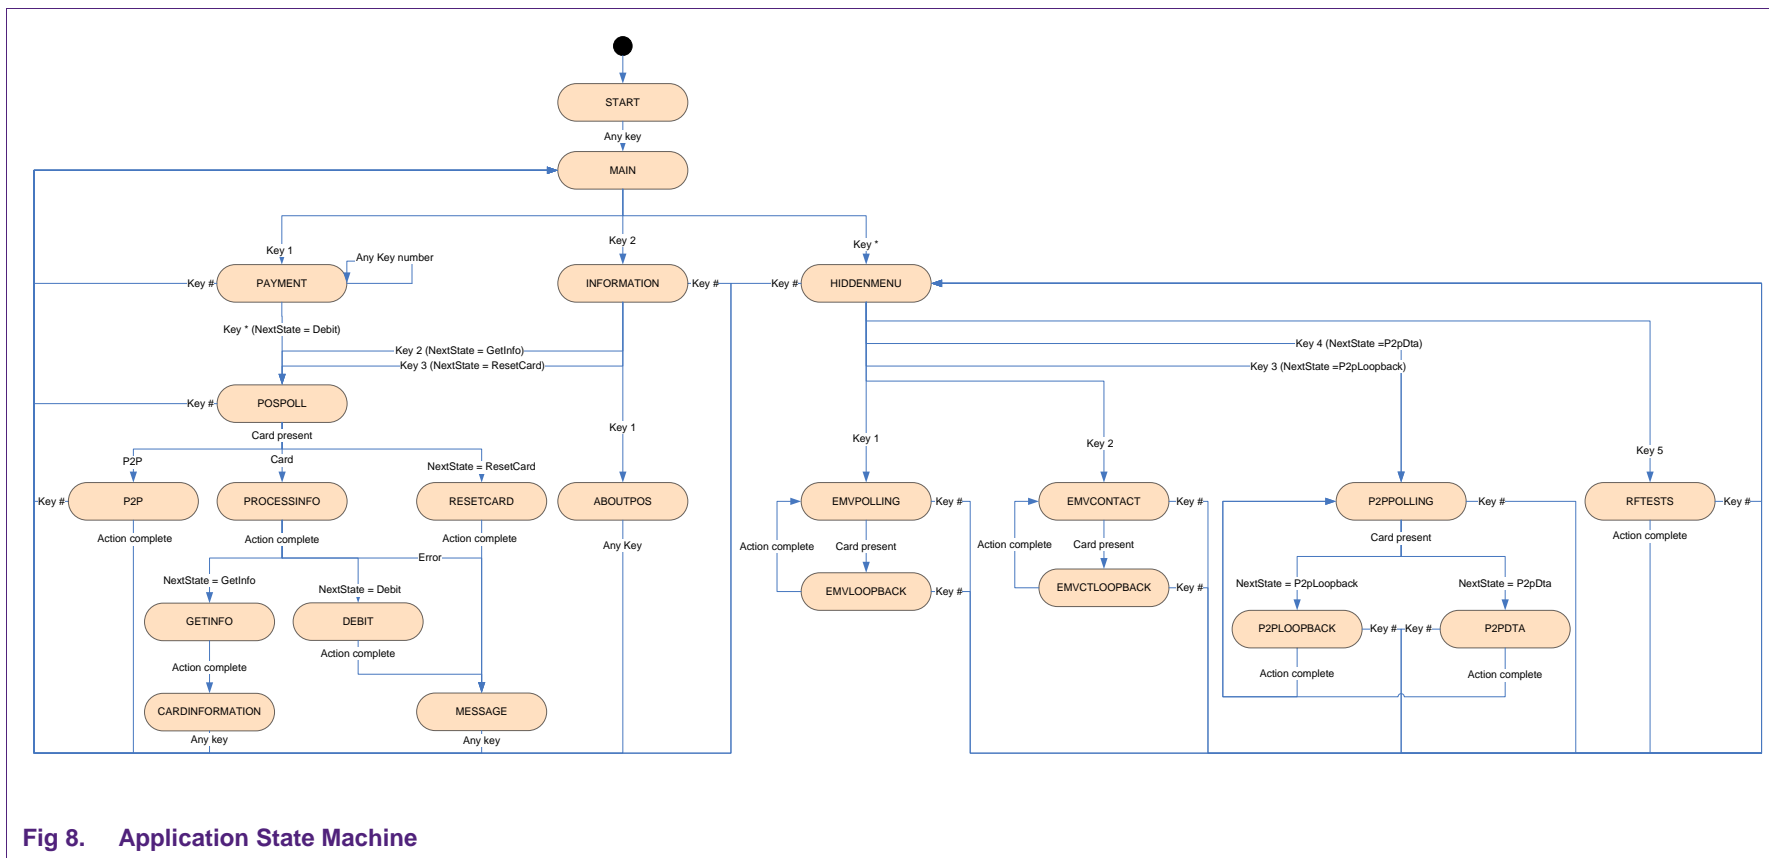 START
Any key
MAIN
Key 1
Key 2
Key *
Any Key number
Key #
PAYMENT
INFORMATION
Key #
Key #
HIDDENMENU
Key * (NextState = Debit)
Key 2 (NextState = GetInfo)
Key 3 (NextState = ResetCard)
Key 4 (NextState =P2pDta)
Key 3 (NextState =P2pLoopback)
Key #
POSPOLL
Card present
Key 1
Key 1
Key 2
Key 5
P2P
Card
NextState = ResetCard
Key #
P2P
PROCESSINFO
RESETCARD
ABOUTPOS
EMVPOLLING
Key #
EMVCONTACT
Key #
P2PPOLLING
Key #
RFTESTS
Key #
Action complete
Action complete
Action complete
Any Key
Action complete
Card present
Action complete
Card present
Card present
Action complete
Error
NextState = GetInfo
NextState = Debit
EMVLOOPBACK
Key #
EMVCTLOOPBACK
Key #
NextState = P2pLoopback
NextState = P2pDta
GETINFO
DEBIT
P2PLOOPBACK
Key #
Key #
P2PDTA
Action complete
Action complete
Action complete
Action complete
CARDINFORMATION
MESSAGE
Any key
Any key
Fig 8. Application State Machine